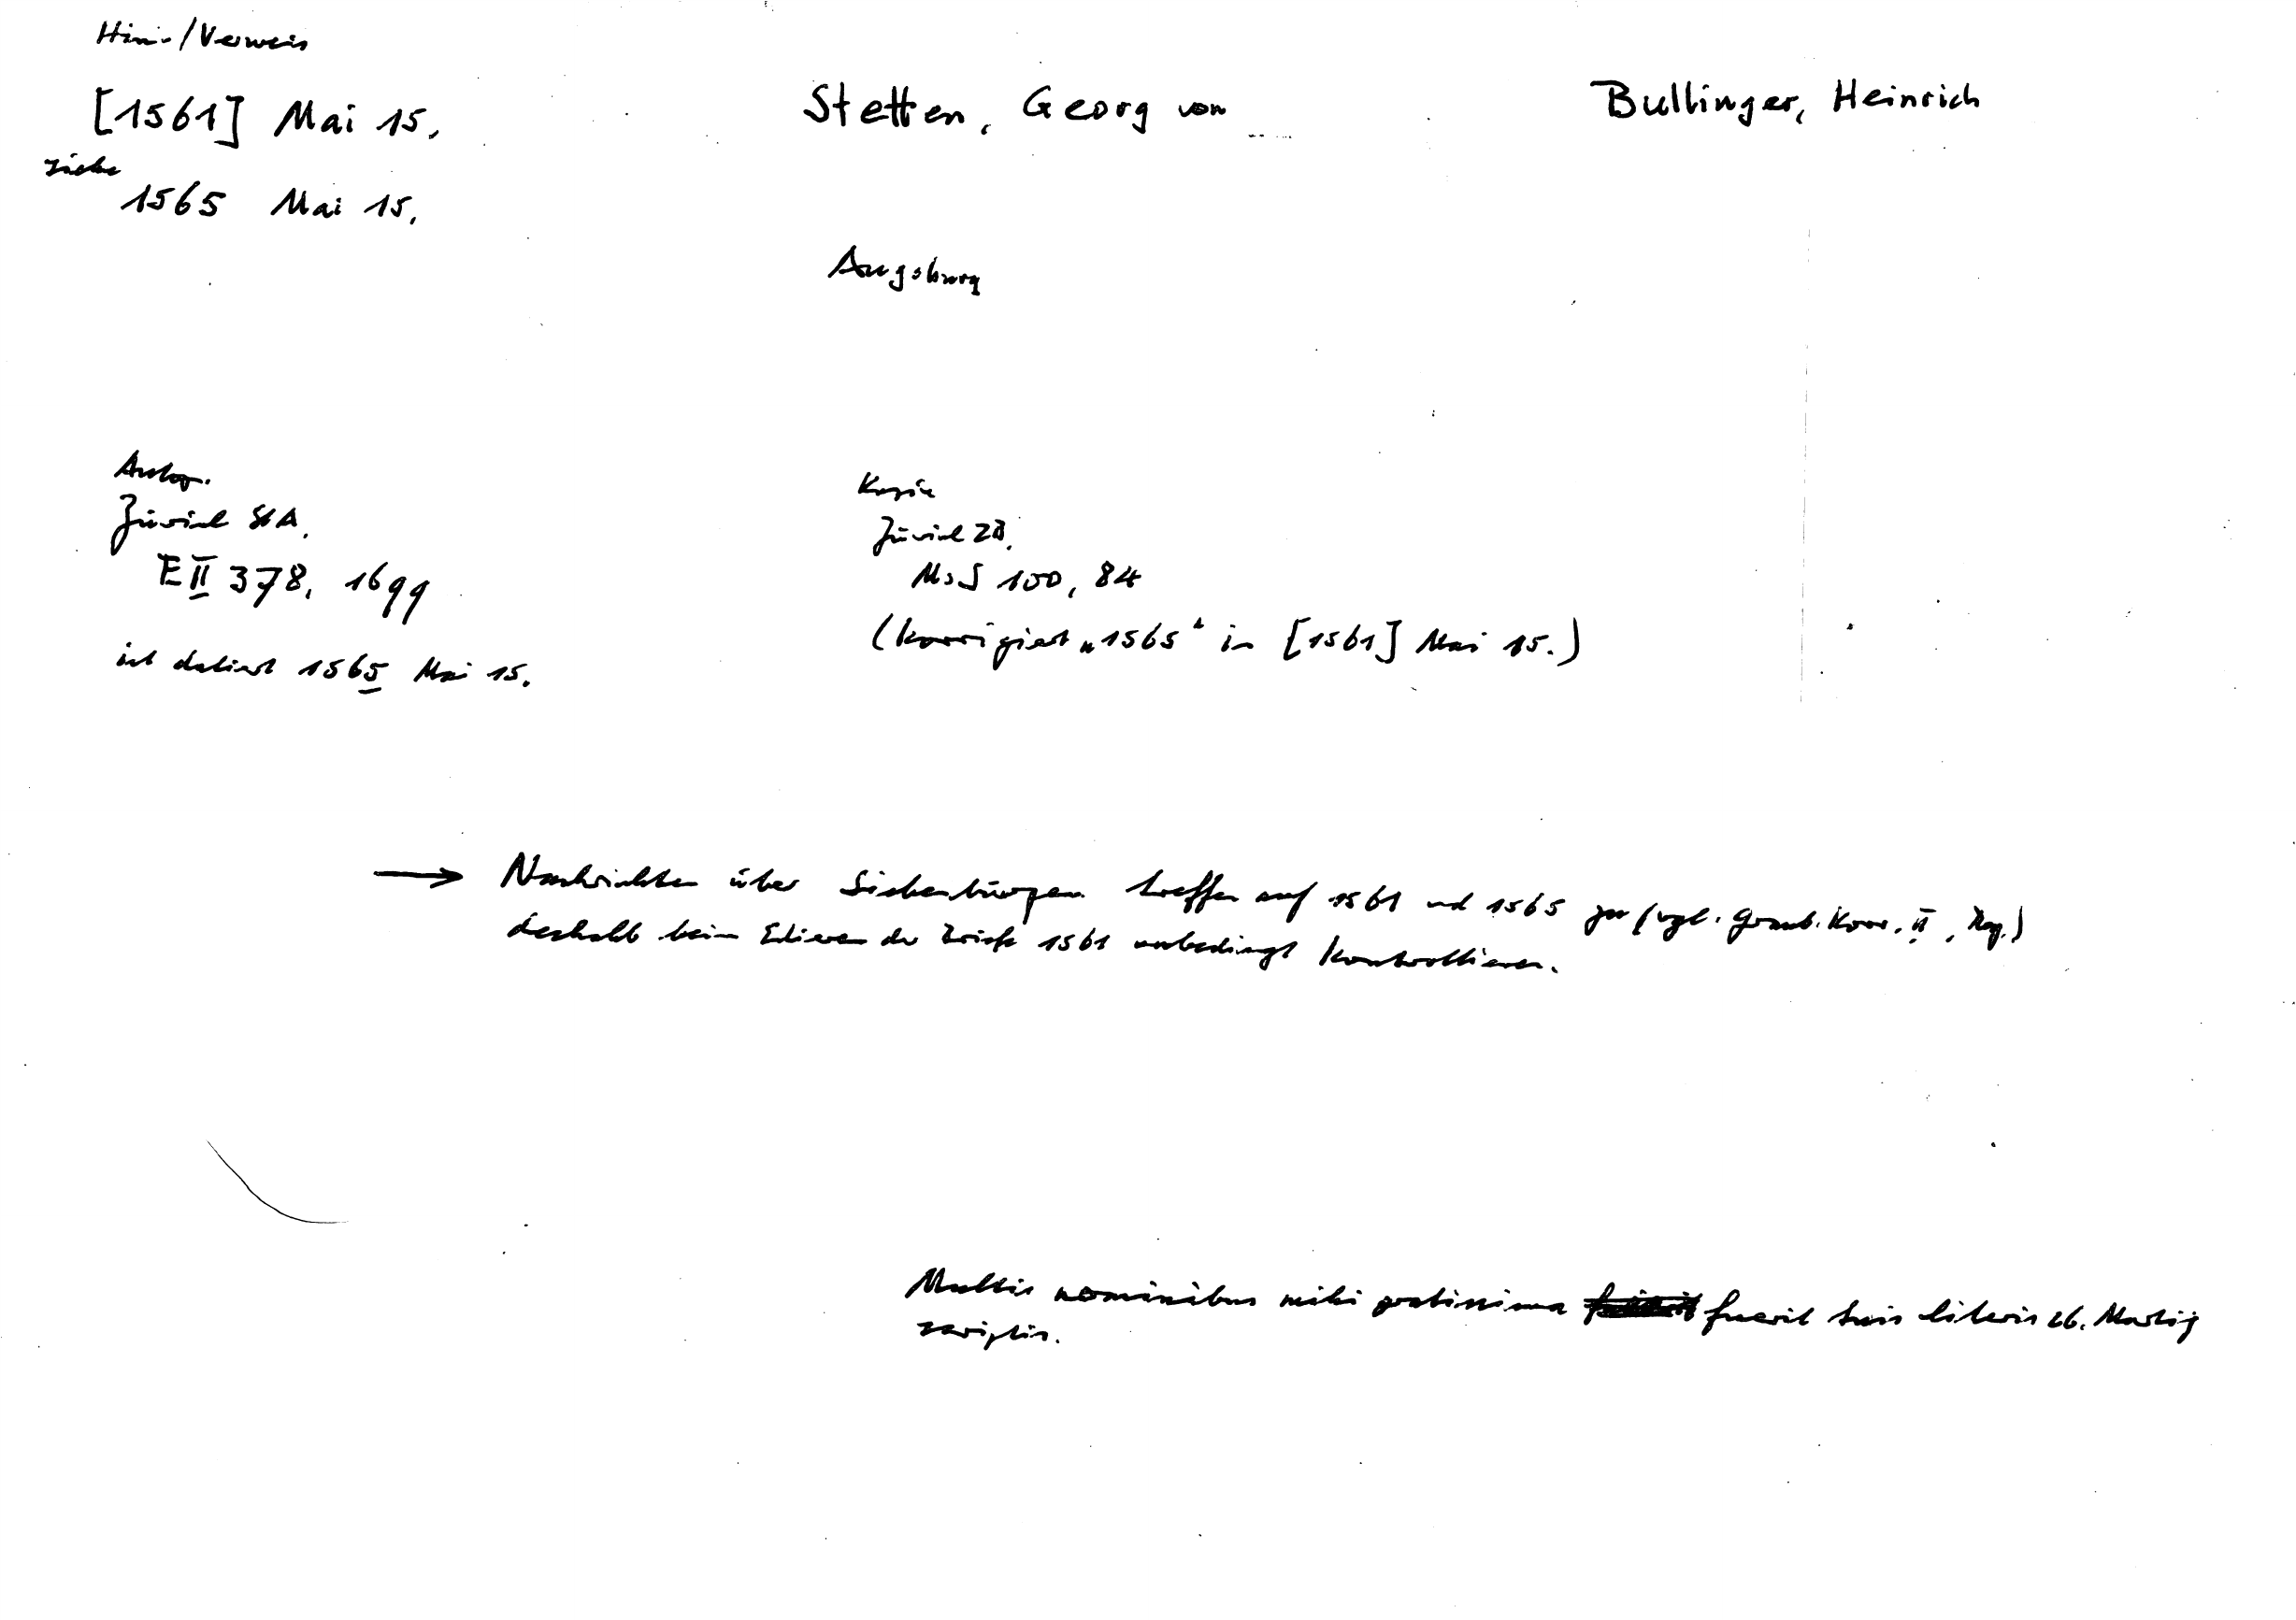 Hin-/Verweis
[1561] Mai 15.
Stetten, Georg von
Bullinger, Heinrich
siehe
1565 Mai 15.
Augsburg
Autogr.
Zürich StA,
E II 378, 1699
ist datiert 1565 Mai 15.
Kopie
Zürich ZB,
Ms S 100, 84
(korrigiert „1565“ in [1561] Mai 15.)
→ Nachrichten über Siebenbürgen treffen auf 1561 und 1565 zu (vgl. Graub. Korr. II, Reg.)
deshalb beim Edieren der Briefe 1561 unbedingt kontrollieren.
Multis nominibus mihi gratissima fuerit tuis literis 26. Martij
scriptis.